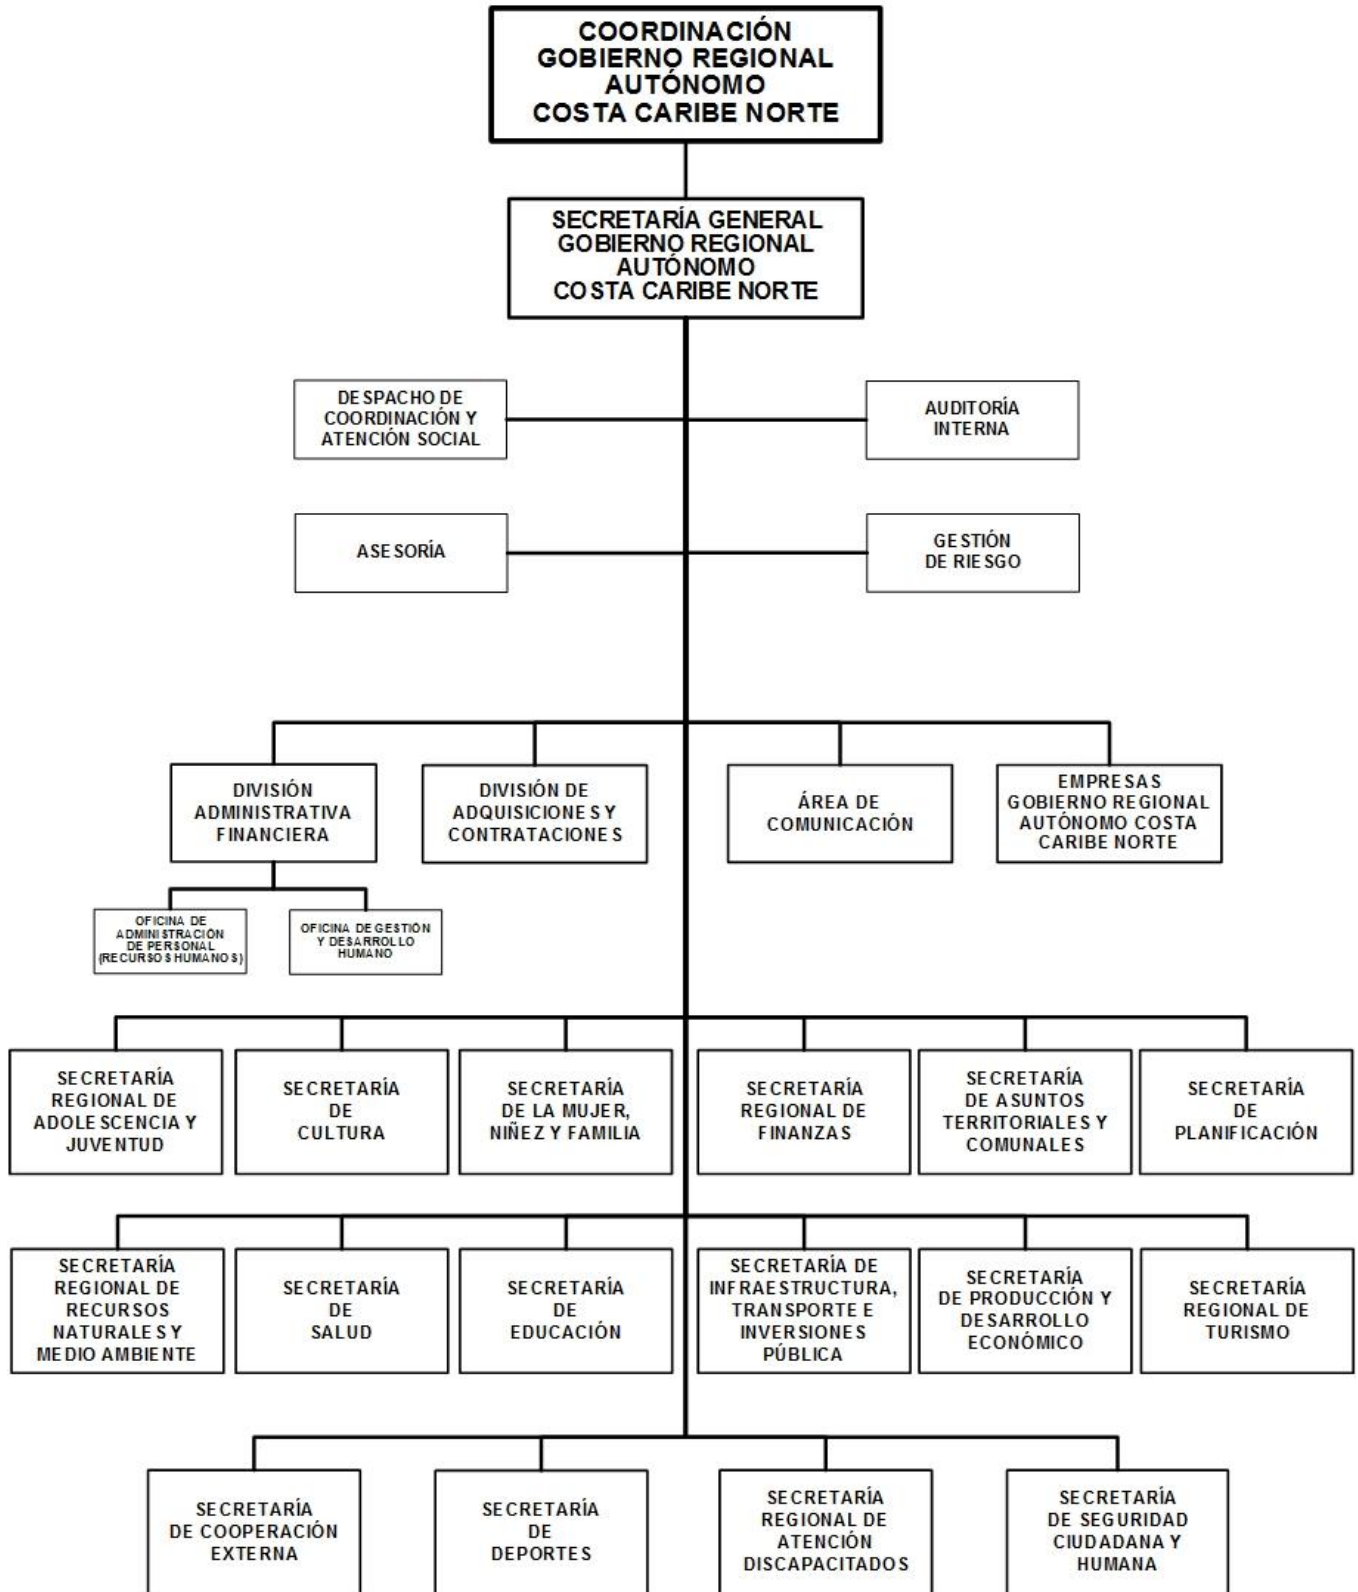 COORDINACIÓN
GOBIERNO REGIONAL
AUTÓNOMO
COSTA CARIBE NORTE
SECRETARÍA GENERAL
GOBIERNO REGIONAL
AUTÓNOMO
COSTA CARIBE NORTE
DESPACHO DE
COORDINACIÓN Y
ATENCIÓN SOCIAL
AUDITORÍA
INTERNA
ASESORÍA
GESTIÓN
DE RIESGO
DIVISIÓN
ADMINISTRATIVA
FINANCIERA
DIVISIÓN DE
ADQUISICIONES Y
CONTRATACIONES
ÁREA DE
COMUNICACIÓN
EMPRESAS
GOBIERNO REGIONAL
AUTÓNOMO COSTA
CARIBE NORTE
OFICINA DE
ADMINISTRACIÓN
DE PERSONAL
(RECURSOS HUMANOS)
OFICINA DE GESTIÓN
Y DESARROLLO
HUMANO
SECRETARÍA
REGIONAL DE
ADOLESCENCIA Y
JUVENTUD
SECRETARÍA
DE
CULTURA
SECRETARÍA
DE LA MUJER,
NIÑEZ Y FAMILIA
SECRETARÍA
REGIONAL DE
FINANZAS
SECRETARÍA
DE ASUNTOS
TERRITORIALES Y
COMUNALES
SECRETARÍA
DE
PLANIFICACIÓN
SECRETARÍA
REGIONAL DE
RECURSOS
NATURALES Y
MEDIO AMBIENTE
SECRETARÍA
DE
SALUD
SECRETARÍA
DE
EDUCACIÓN
SECRETARÍA DE
INFRAESTRUCTURA,
TRANSPORTE E
INVERSIONES
PÚBLICA
SECRETARÍA
DE PRODUCCIÓN Y
DESARROLLO
ECONÓMICO
SECRETARÍA
REGIONAL DE
TURISMO
SECRETARÍA
DE COOPERACIÓN
EXTERNA
SECRETARÍA
DE
DEPORTES
SECRETARÍA
REGIONAL DE
ATENCIÓN
DISCAPACITADOS
SECRETARÍA
DE SEGURIDAD
CIUDADANA Y
HUMANA